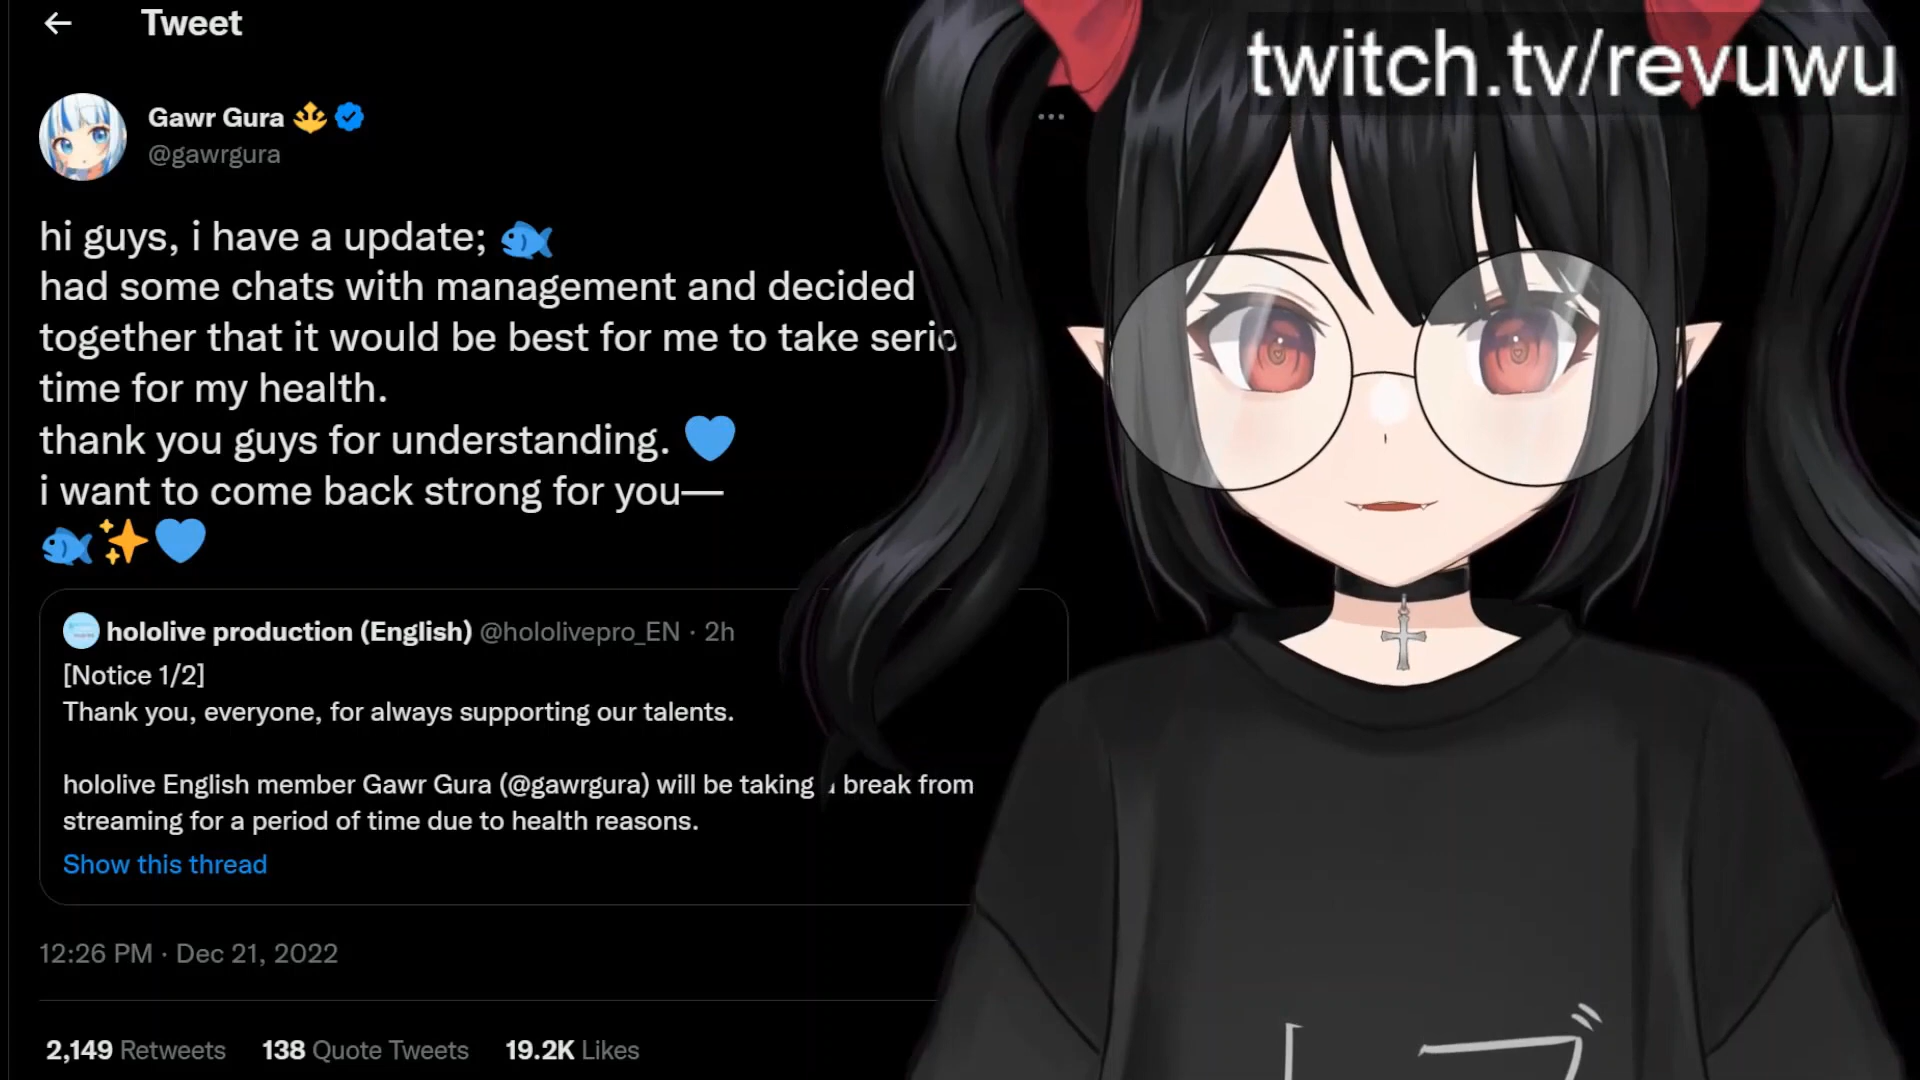 Tweet
twitch.tv/revuwu
Gawr Gura
@gawrgura
hi guys, i have a update;
had some chats with management and decided
together that it would be best for me to take
time for my health.
thank you guys for understanding.
i want to come back strong for you—
hololive production (English) @hololivepro_EN · 2h
[Notice 1/2]
Thank you, everyone, for always supporting our talents.
hololive English member Gawr Gura (@gawrgura) will be taking a break from
streaming for a period of time due to health reasons.
Show this thread
12:26 PM · Dec 21, 2022
2,149 Retweets 138 Quote Tweets 19.2K Likes